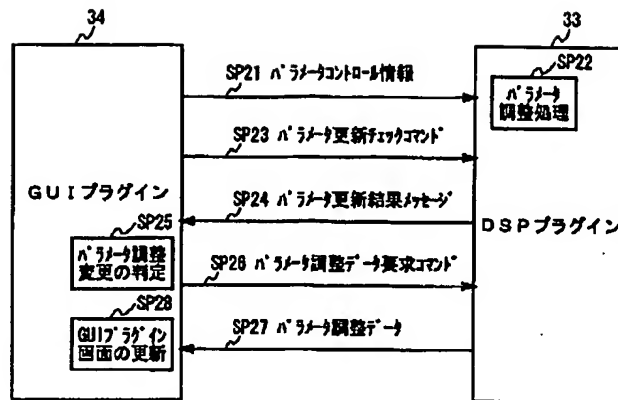 34
33
SP21 パラメータコントロール情報
SP22
パラメータ
調整処理
SP23 パラメータ更新チェックコマンド
SP24 パラメータ更新結果メッセージ
GUIプラグイン
DSPプラグイン
SP25
パラメータ調整
変更の判定
SP26 パラメータ調整データ要求コマンド
SP28
GUIプラグイン
画面の更新
SP27 パラメータ調整データ